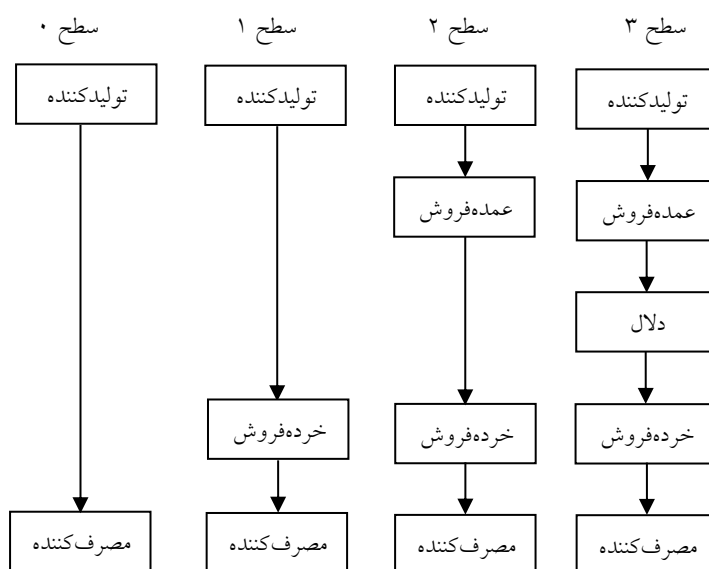 سطح ۳
سطح ۲
سطح ۱
سطح ۰
تولیدکننده
تولیدکننده
تولیدکننده
تولیدکننده
عمده‌فروش
عمده‌فروش
دلال
خرده‌فروش
خرده‌فروش
خرده‌فروش
مصرف‌کننده
مصرف‌کننده
مصرف‌کننده
مصرف‌کننده